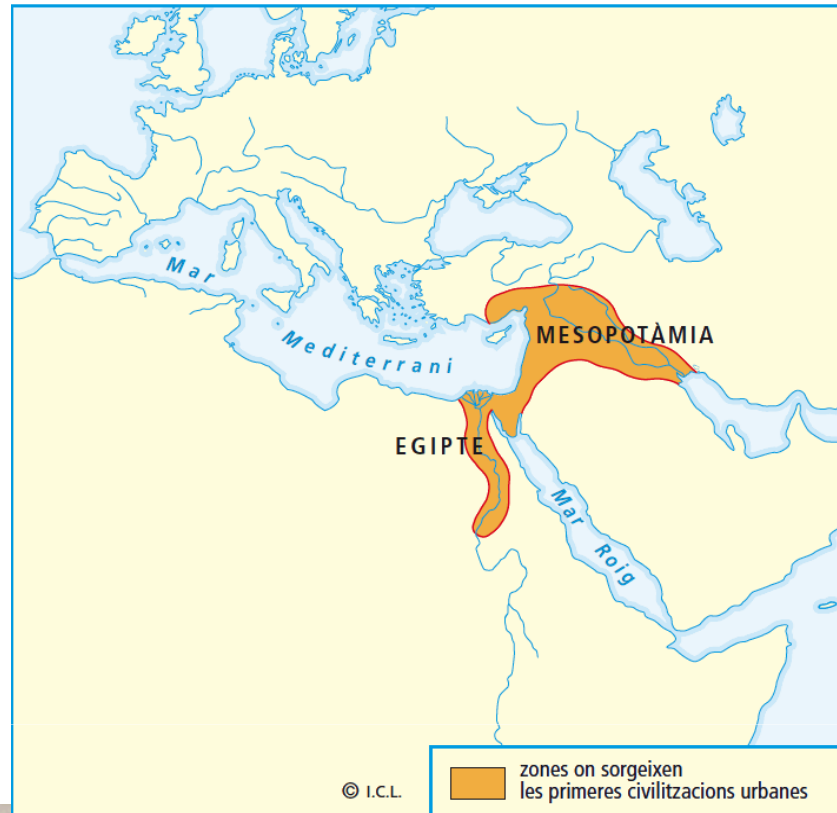 Mar
Mediterrani
MESOPOTÀMIA
EGIPTE
Mar Roig
© I.C.L.
zones on sorgeixen
les primeres civilitzacions urbanes